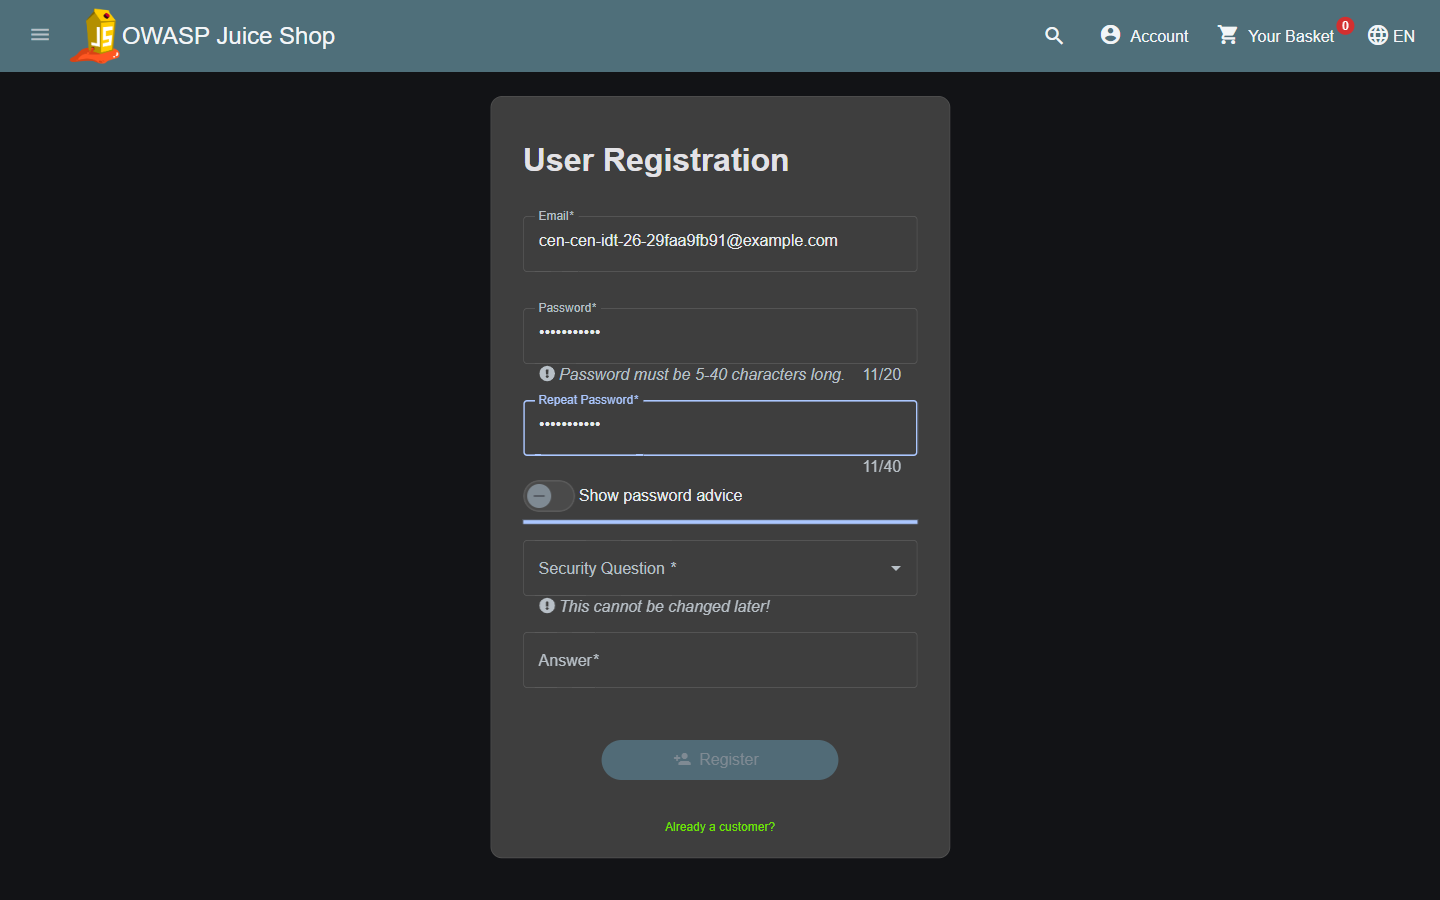 OWASP Juice Shop
Account
Your Basket
0
EN
User Registration
Email*
cen-cen-idt-26-29faa9fb91@example.com
Password*
•••••••••••
Password must be 5-40 characters long.
11/20
Repeat Password*
•••••••••••
11/40
Show password advice
Security Question *
This cannot be changed later!
Answer*
Register
Already a customer?